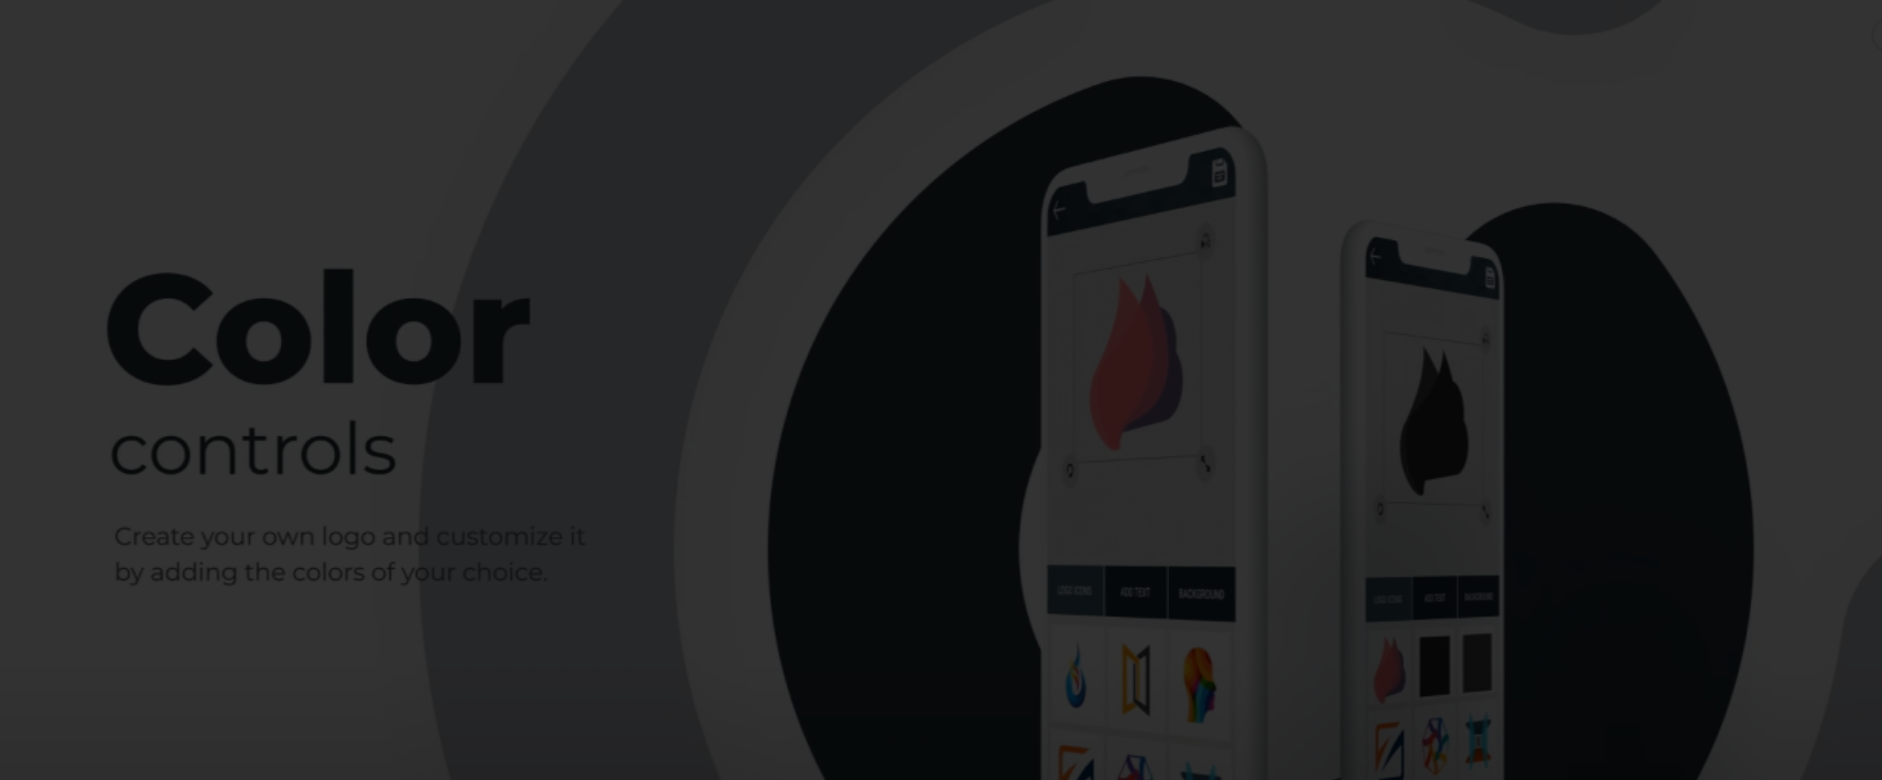 Color
controls
Create your own logo and customize it
by adding the colors of your choice.
LOGO ICONS
ADD TEXT
BACKGROUND
LOGO ICONS
ADD TEXT
BACKGROUND